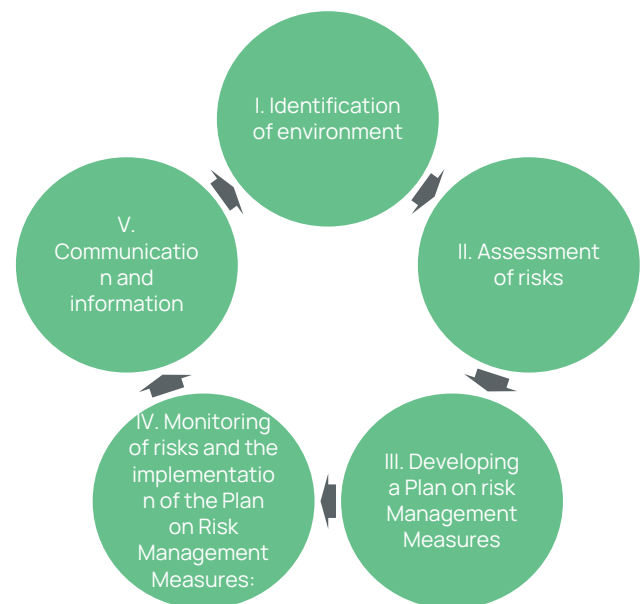 I. Identification
of environment
II. Assessment
of risks
III. Developing
a Plan on risk
Management
Measures
IV. Monitoring
of risks and the
implementatio
n of the Plan
on Risk
Management
Measures:
V.
Communicatio
n and
information